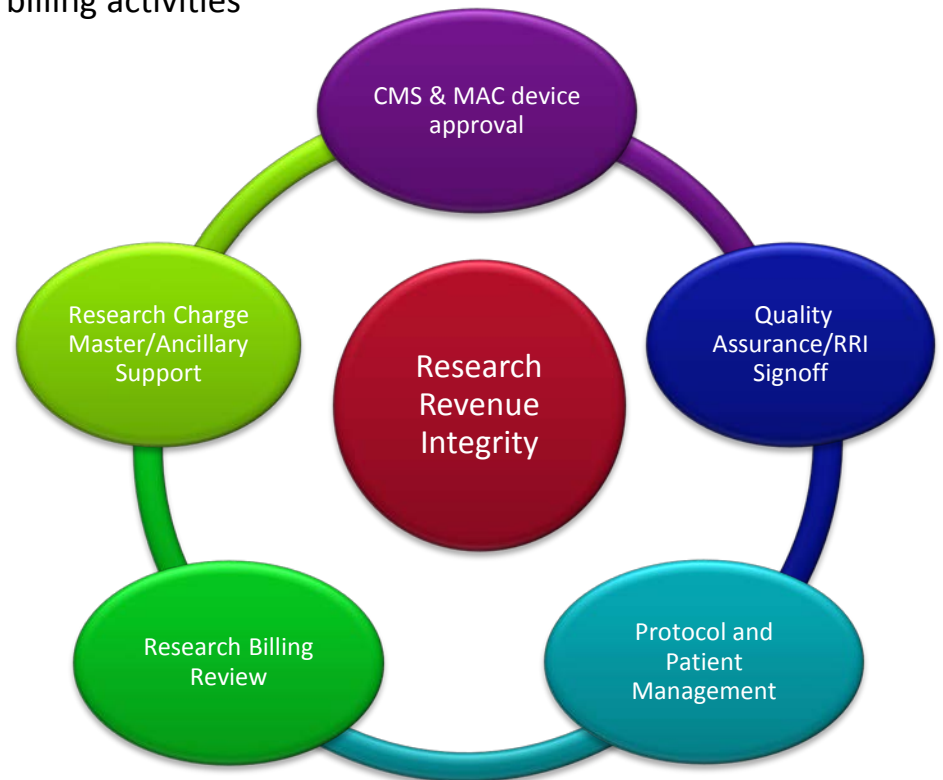 billing activities
CMS & MAC device
approval
Research Charge
Master/Ancillary
Support
Quality
Assurance/RRI
Signoff
Research
Revenue
Integrity
Research Billing
Review
Protocol and
Patient
Management